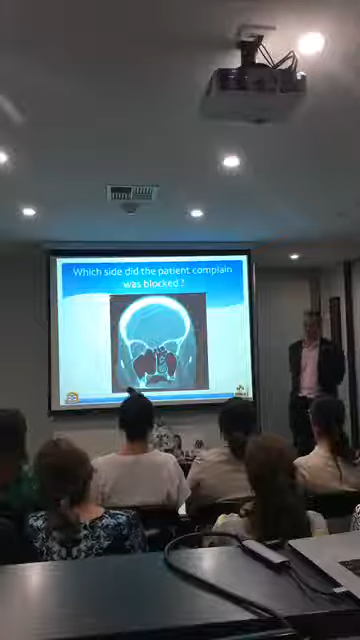 Which side did the patient complain
was blocked ?